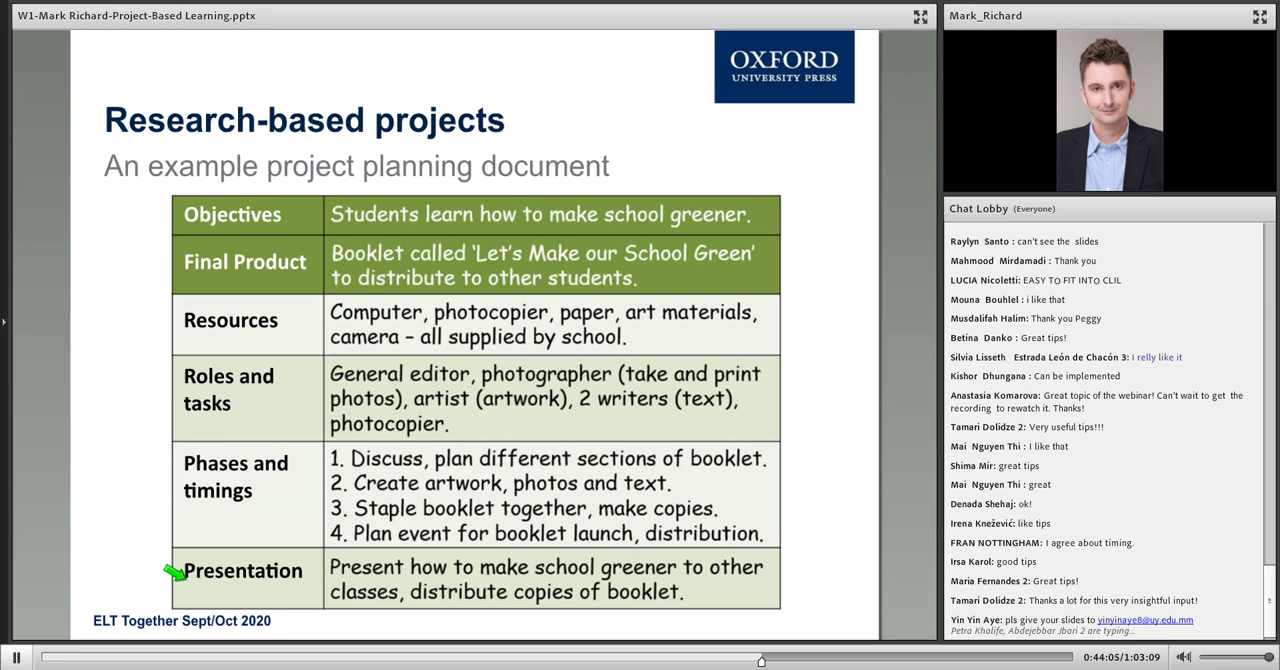 W1-Mark Richard-Project-Based Learning.pptx
OXFORD
UNIVERSITY PRESS
Research-based projects
An example project planning document
Objectives
Students learn how to make school greener.
Final Product
Booklet called ‘Let’s Make our School Green’
to distribute to other students.
Resources
Computer, photocopier, paper, art materials,
camera – all supplied by school.
Roles and
tasks
General editor, photographer (take and print
photos), artist (artwork), 2 writers (text),
photocopier.
Phases and
timings
1. Discuss, plan different sections of booklet.
2. Create artwork, photos and text.
3. Staple booklet together, make copies.
4. Plan event for booklet launch, distribution.
Presentation
Present how to make school greener to other
classes, distribute copies of booklet.
ELT Together Sept/Oct 2020
Mark_Richard
Chat Lobby (Everyone)
Raylyn Santo : can't see the slides
Mahmood Mirdamadi : Thank you
LUCIA Nicoletti: EASY TO FIT INTO CLIL
Mouna Bouhlel : i like that
Musdalifah Halim: Thank you Peggy
Betina Danko : Great tips!
Silvia Lisseth Estrada León de Chacón 3: I relly like it
Kishor Dhungana : Can be implemented
Anastasia Komarova: Great topic of the webinar! Can't wait to get the
recording to rewatch it. Thanks!
Tamari Dolidze 2: Very useful tips!!!
Mai Nguyen Thi : I like that
Shima Mir: great tips
Mai Nguyen Thi : great
Denada Shehaj: ok!
Irena Knežević: like tips
FRAN NOTTINGHAM: I agree about timing.
Irsa Karol: good tips
Maria Fernandes 2: Great tips!
Tamari Dolidze 2: Thanks a lot for this very insightful input!
Yin Yin Aye: pls give your slides to yinyinaye8@uy.edu.mm
Petra Khalife, Abdejebbar Jbari 2 are typing...
0:44:05/1:03:09